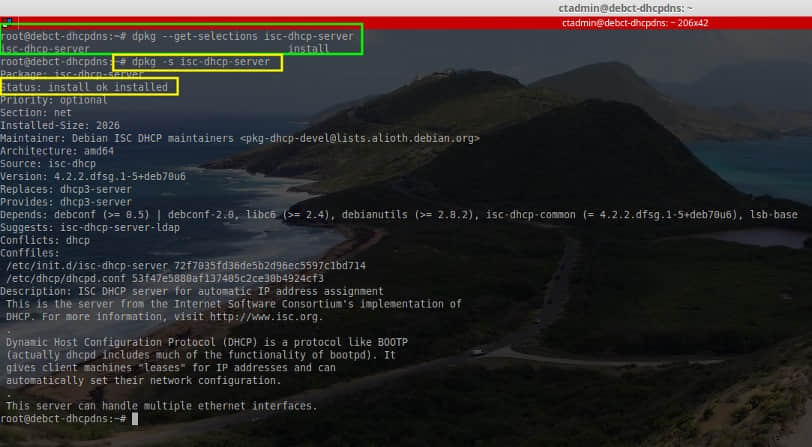 ctadmin@debct-dhcpdns: ~
ctadmin@debct-dhcpdns: ~ 206x42
root@debct-dhcpdns:~# dpkg --get-selections isc-dhcp-server
isc-dhcp-server install
root@debct-dhcpdns:~# dpkg -s isc-dhcp-server
Package: isc-dhcp-server
Status: install ok installed
Priority: optional
Section: net
Installed-Size: 2026
Maintainer: Debian ISC DHCP maintainers <pkg-dhcp-devel@lists.alioth.debian.org>
Architecture: amd64
Source: isc-dhcp
Version: 4.2.2.dfsg.1-5+deb70u6
Replaces: dhcp3-server
Provides: dhcp3-server
Depends: debconf (>= 0.5) | debconf-2.0, libc6 (>= 2.4), debianutils (>= 2.8.2), isc-dhcp-common (= 4.2.2.dfsg.1-5+deb70u6), lsb-base
Suggests: isc-dhcp-server-ldap
Conflicts: dhcp
Conffiles:
/etc/init.d/isc-dhcp-server 72f7035fd36de5b2d96ec5597c1bd714
/etc/dhcp/dhcpd.conf 53f47e5880af137405c2ce30b4924cf3
Description: ISC DHCP server for automatic IP address assignment
This is the server from the Internet Software Consortium's implementation of
DHCP. For more information, visit http://www.isc.org.
.
Dynamic Host Configuration Protocol (DHCP) is a protocol like BOOTP
(actually dhcpd includes much of the functionality of bootpd). It
gives client machines "leases" for IP addresses and can
automatically set their network configuration.
.
This server can handle multiple ethernet interfaces.
root@debct-dhcpdns:~#